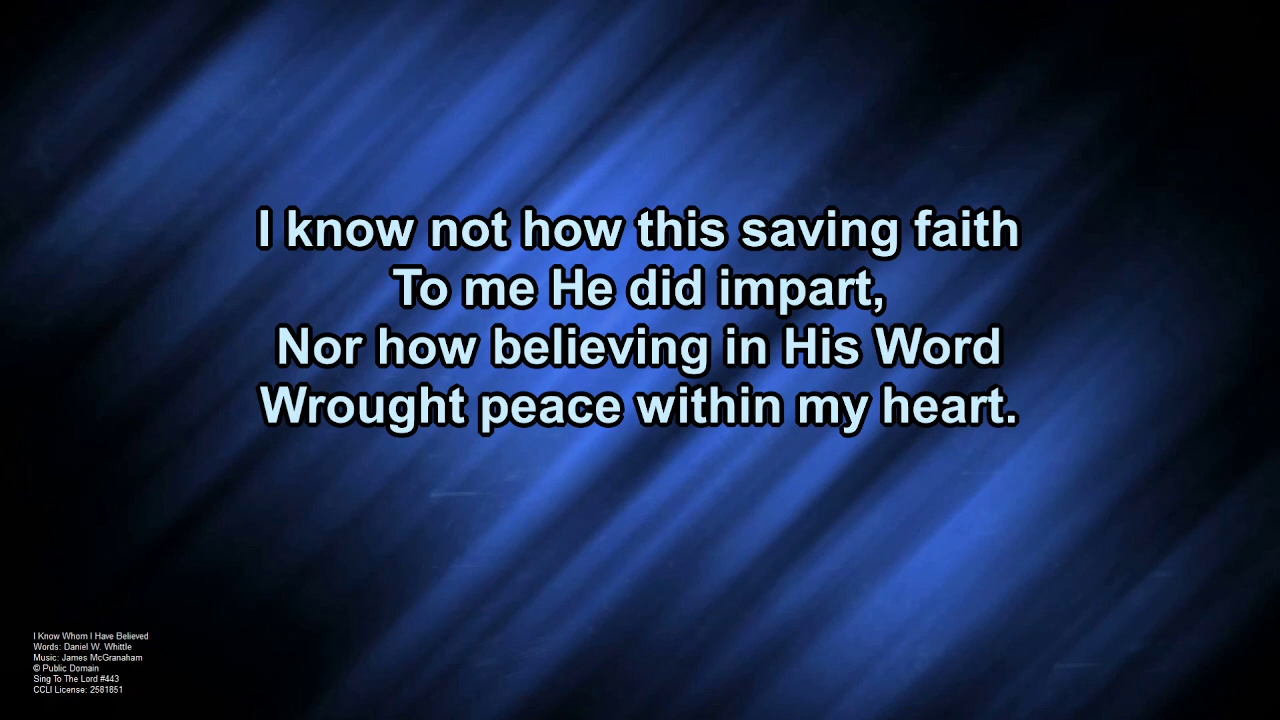 I know not how this saving faith
To me He did impart,
Nor how believing in His Word
Wrought peace within my heart.
I Know Whom I Have Believed
Words: Daniel W. Whittle
Music: James McGranaham
© Public Domain
Sing To The Lord #443
CCLI License: 2581851